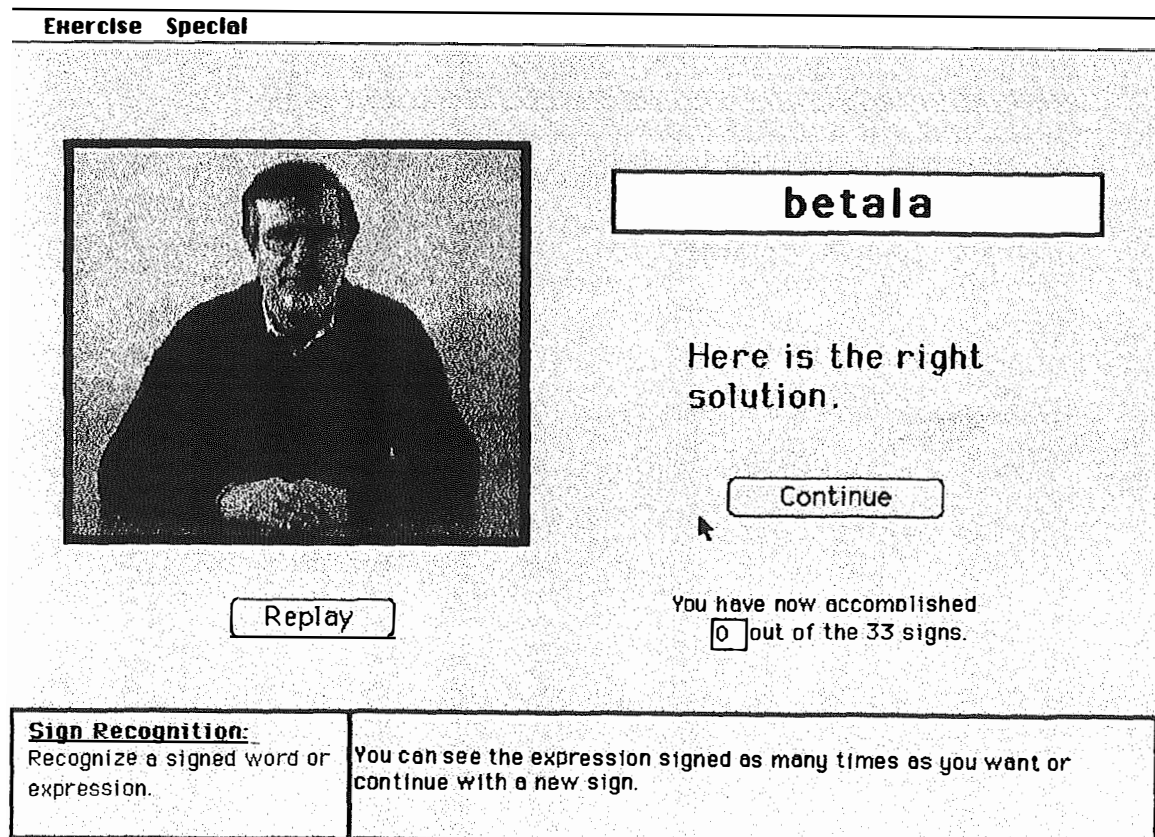 Exercise Special
betala
Here is the right
solution.
Continue
Replay
You have now accomplished
0 out of the 33 signs.
Sign Recognition:
Recognize a signed word or
expression.
You can see the expression signed as many times as you want or
continue with a new sign.